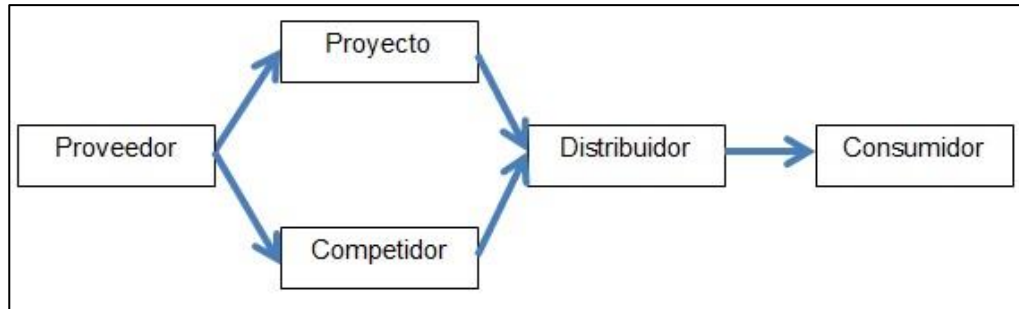 Proyecto
Proveedor
Distribuidor
Consumidor
Competidor